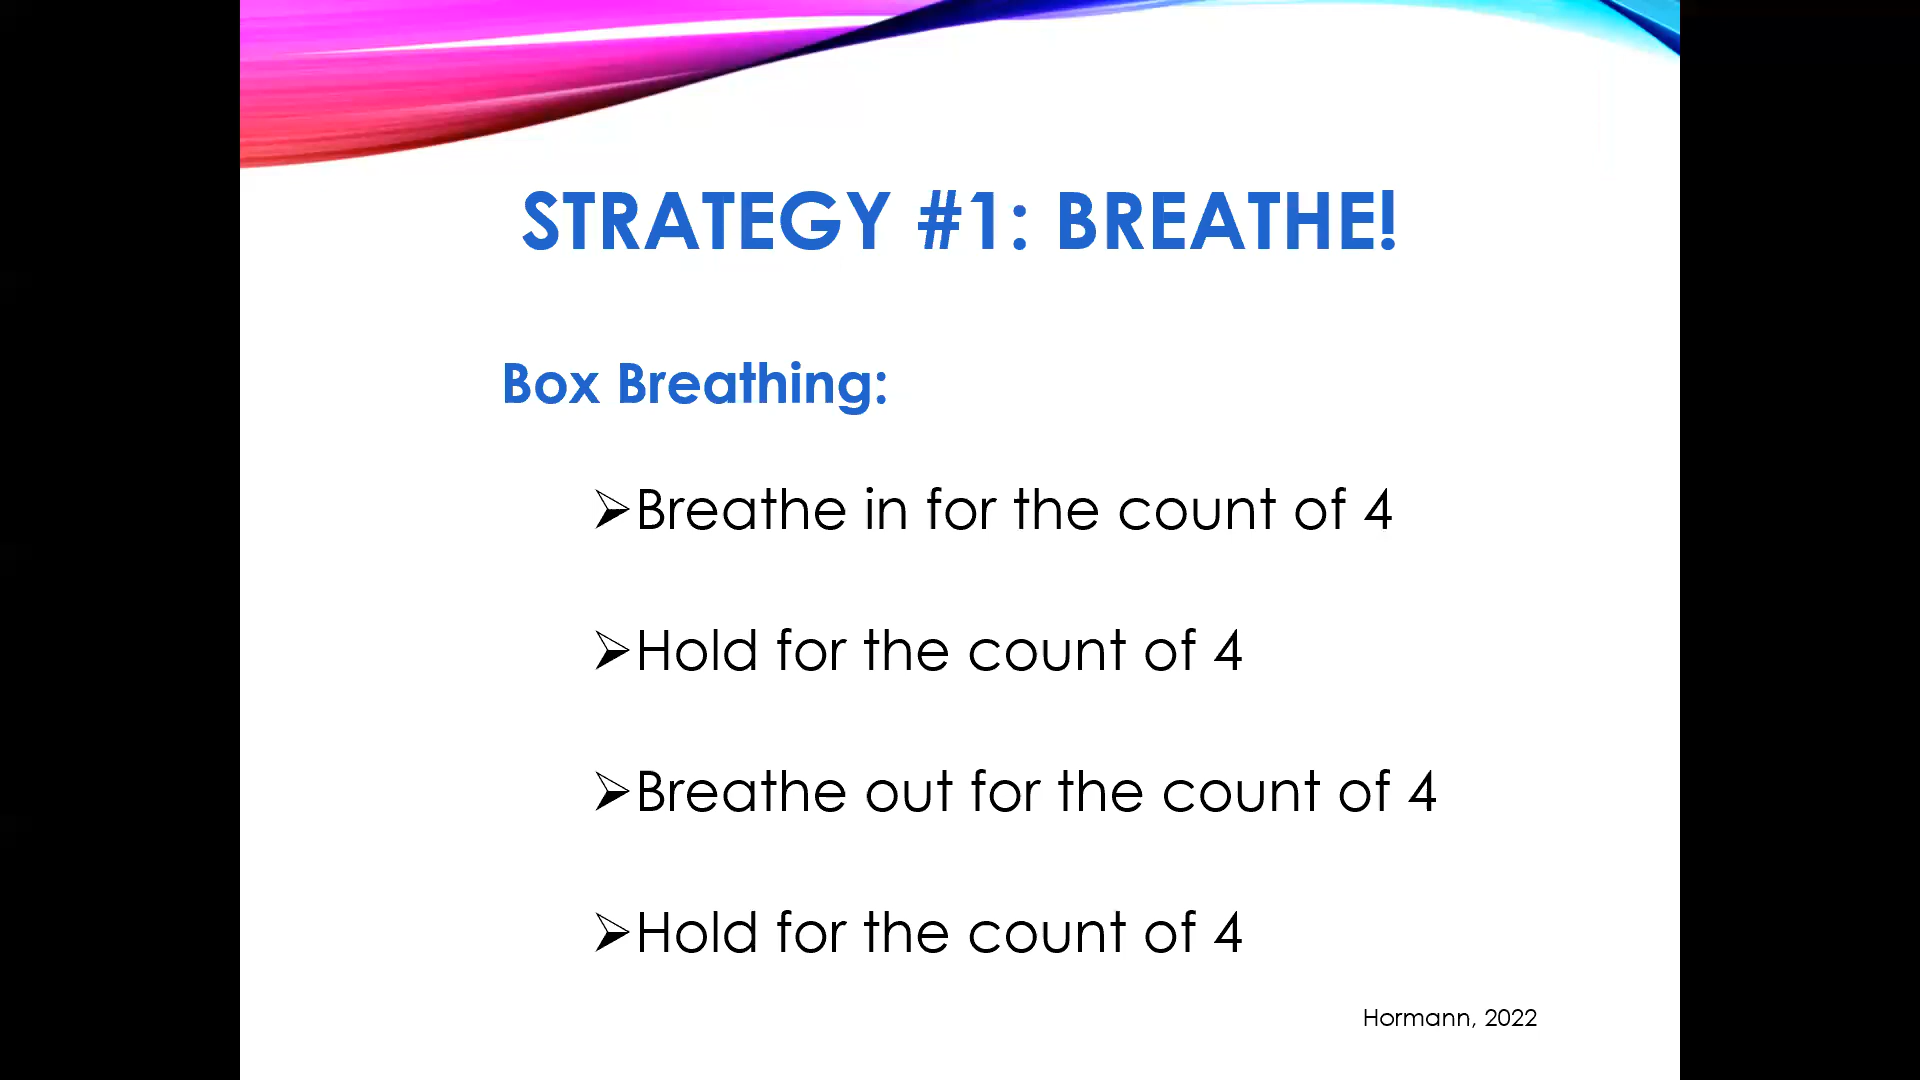 STRATEGY #1: BREATHE!
Box Breathing:
➢Breathe in for the count of 4
➢Hold for the count of 4
➢Breathe out for the count of 4
➢Hold for the count of 4
Hormann, 2022